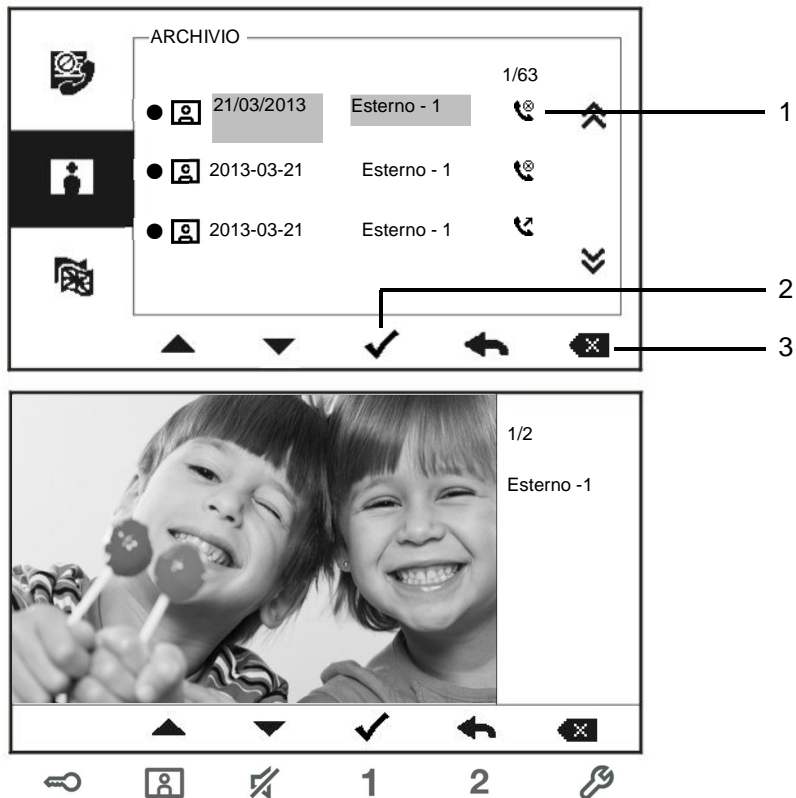 ARCHIVIO
1/63
21/03/2013 Esterno - 1 1
2013-03-21 Esterno - 1
2013-03-21 Esterno - 1
2
3
1/2
Esterno -1
1 2